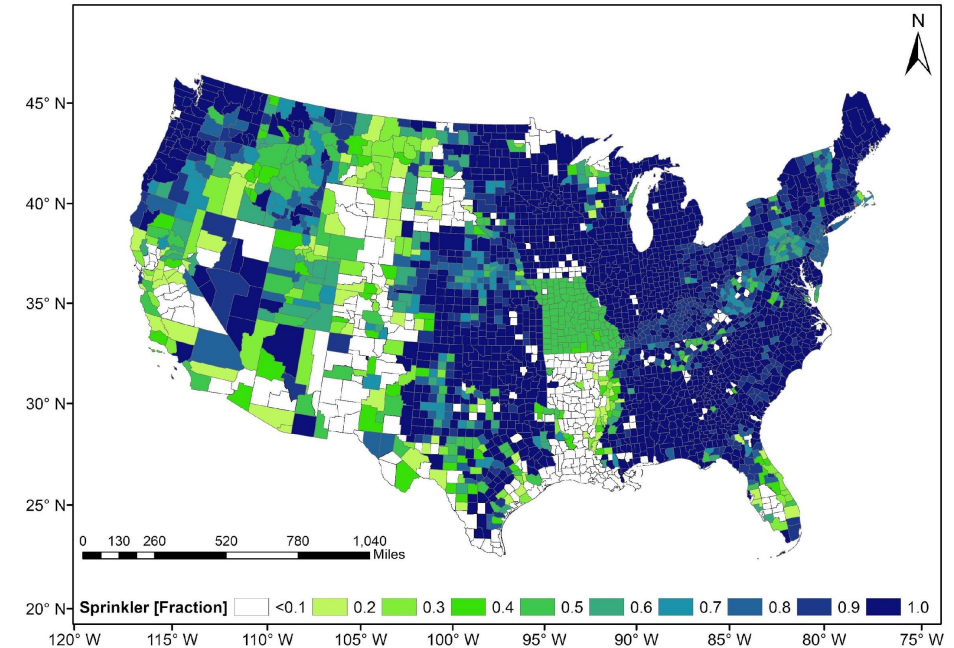 N
45° N
40° N
35° N
30° N
25° N
0 130 260 520 780 1,040
Miles
Sprinkler [Fraction] <0.1 0.2 0.3 0.4 0.5 0.6 0.7 0.8 0.9 1.0
20° N
120° W 115° W 110° W 105° W 100° W 95° W 90° W 85° W 80° W 75° W